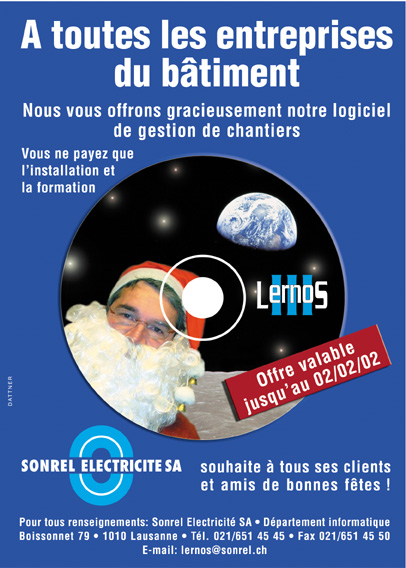 A toutes les entreprises
du bâtiment
Nous vous offrons gracieusement notre logiciel
de gestion de chantiers
Vous ne payez que
l'installation et
la formation
LernoS
Offre valable
jusqu'au 02/02/02
DATTNER
SONREL ELECTRICITE SA
souhaite à tous ses clients
et amis de bonnes fêtes !
Pour tous renseignements: Sonrel Electricité SA • Département informatique
Boissonnet 79 • 1010 Lausanne • Tél. 021/651 45 45 • Fax 021/651 45 50
E-mail: lernos@sonrel.ch